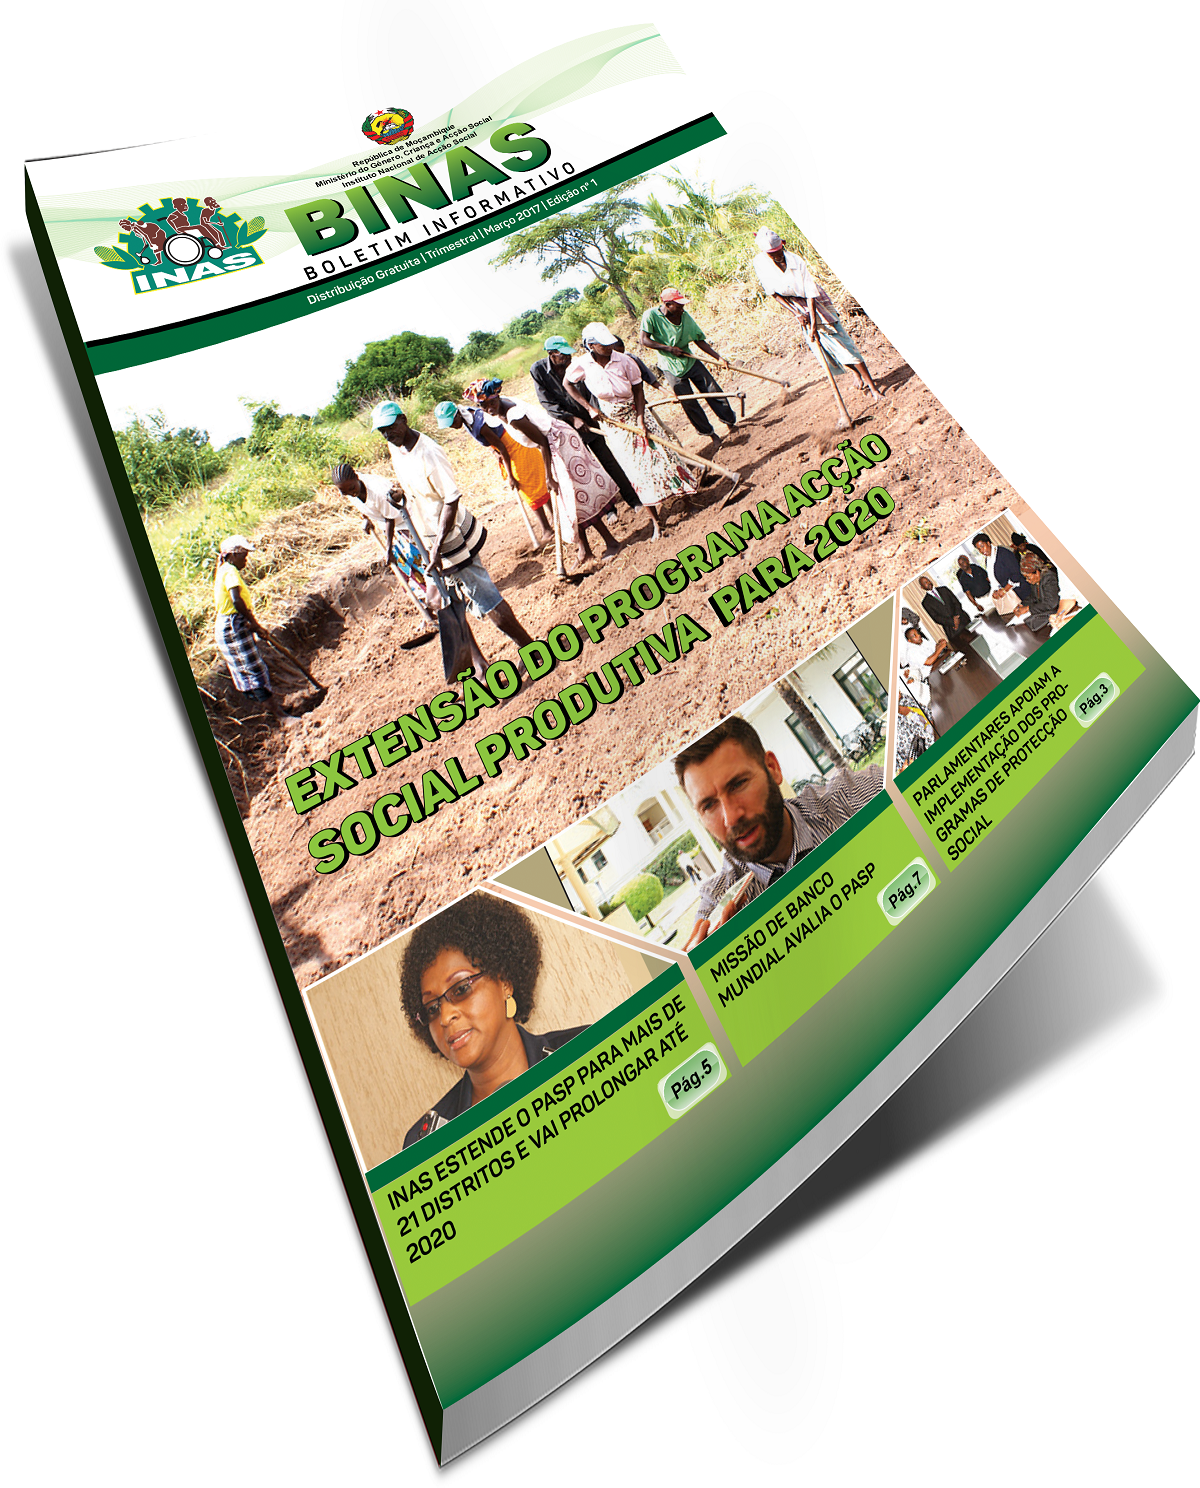 República de Moçambique
Ministério do Género, Criança e Acção Social
Instituto Nacional de Acção Social
BINAS
BOLETIM INFORMATIVO
INAS
Distribuição Gratuita | Trimestral | Março 2017 | Edição nº 1
EXTENSÃO DO PROGRAMA ACÇÃO
SOCIAL PRODUTIVA PARA 2020
INAS ESTENDE O PASP PARA MAIS DE
21 DISTRITOS E VAI PROLONGAR ATÉ
2020
Pág.5
MISSÃO DE BANCO
MUNDIAL AVALIA O PASP
Pág.7
PARLAMENTARES APOIAM A
IMPLEMENTAÇÃO DOS PRO-
GRAMAS DE PROTECÇÃO
SOCIAL
Pág.3